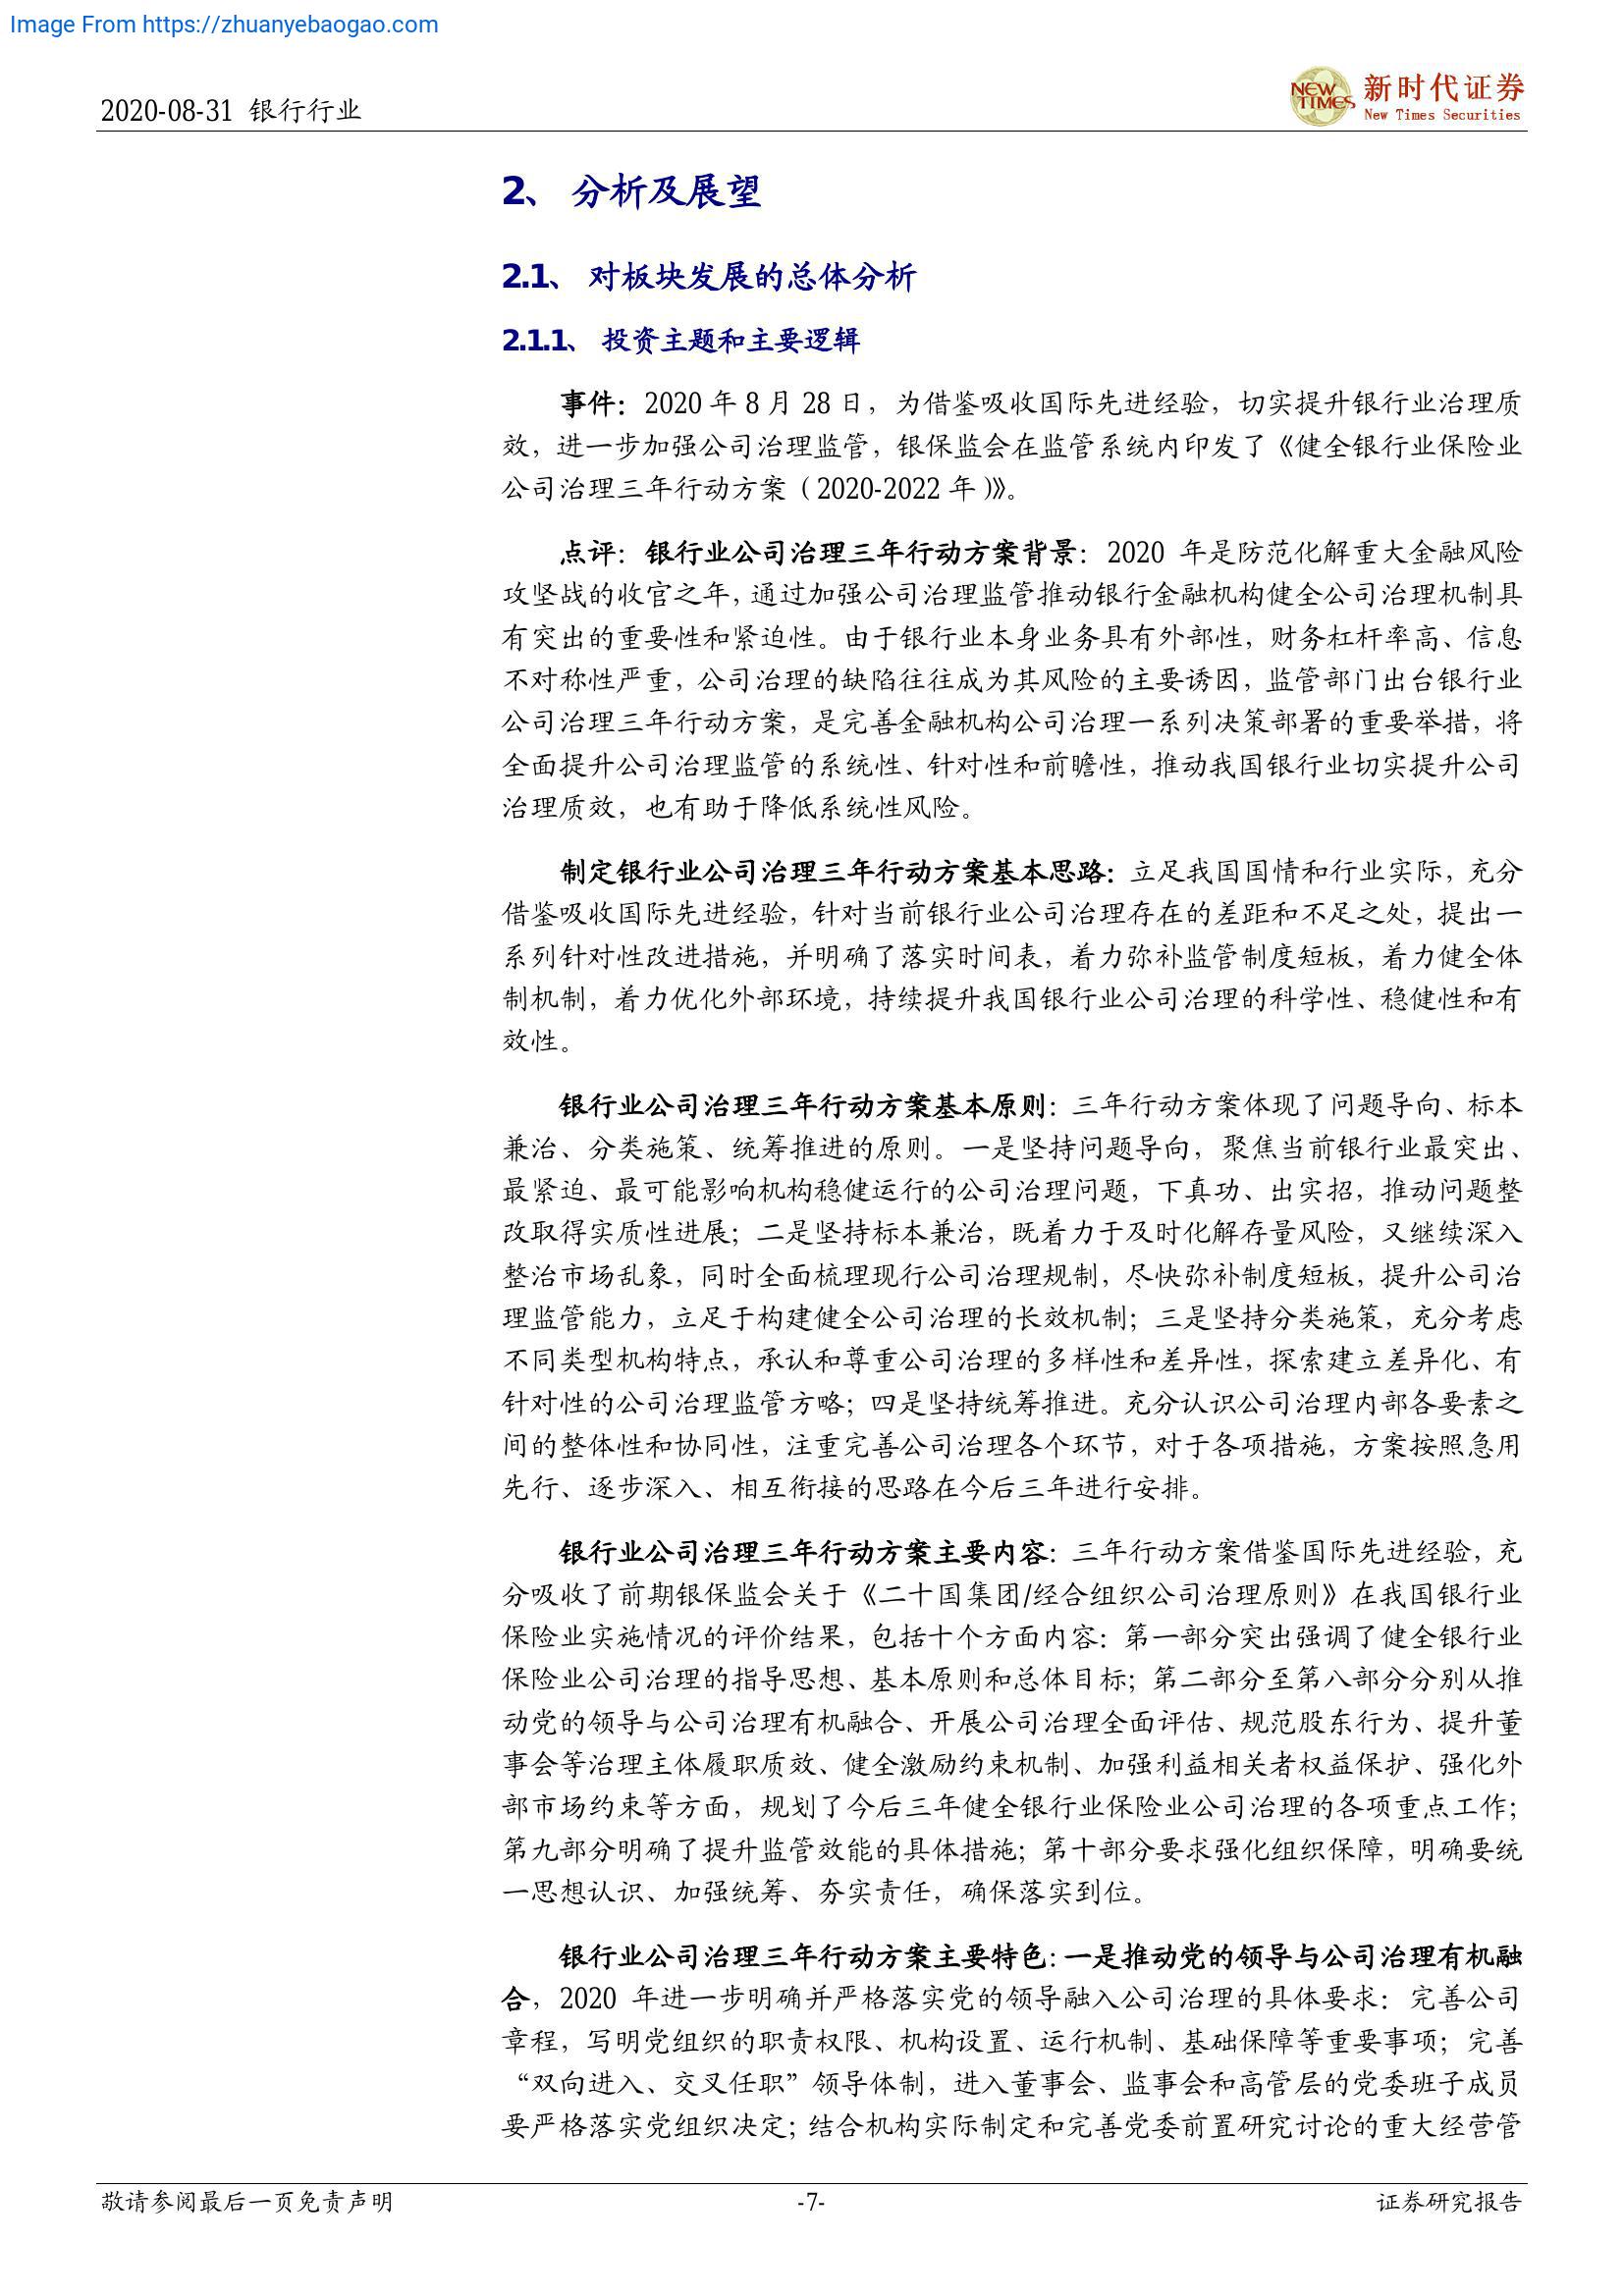 Image From https://zhuanyebaogao.com
2020-08-31 银行行业
NEW TIMES
新时代证券
New Times Securities
2、 分析及展望
2.1、 对板块发展的总体分析
2.1.1、 投资主题和主要逻辑
事件：2020 年 8 月 28 日，为借鉴吸收国际先进经验，切实提升银行业治理质
效，进一步加强公司治理监管，银保监会在监管系统内印发了《健全银行业保险业
公司治理三年行动方案（2020-2022 年）》。
点评：银行业公司治理三年行动方案背景：2020 年是防范化解重大金融风险
攻坚战的收官之年，通过加强公司治理监管推动银行金融机构健全公司治理机制具
有突出的重要性和紧迫性。由于银行业本身业务具有外部性，财务杠杆率高、信息
不对称性严重，公司治理的缺陷往往成为其风险的主要诱因，监管部门出台银行业
公司治理三年行动方案，是完善金融机构公司治理一系列决策部署的重要举措，将
全面提升公司治理监管的系统性、针对性和前瞻性，推动我国银行业切实提升公司
治理质效，也有助于降低系统性风险。
制定银行业公司治理三年行动方案基本思路：立足我国国情和行业实际，充分
借鉴吸收国际先进经验，针对当前银行业公司治理存在的差距和不足之处，提出一
系列针对性改进措施，并明确了落实时间表，着力弥补监管制度短板，着力健全体
制机制，着力优化外部环境，持续提升我国银行业公司治理的科学性、稳健性和有
效性。
银行业公司治理三年行动方案基本原则：三年行动方案体现了问题导向、标本
兼治、分类施策、统筹推进的原则。一是坚持问题导向，聚焦当前银行业最突出、
最紧迫、最可能影响机构稳健运行的公司治理问题，下真功、出实招，推动问题整
改取得实质性进展；二是坚持标本兼治，既着力于及时化解存量风险，又继续深入
整治市场乱象，同时全面梳理现行公司治理规制，尽快弥补制度短板，提升公司治
理监管能力，立足于构建健全公司治理的长效机制；三是坚持分类施策，充分考虑
不同类型机构特点，承认和尊重公司治理的多样性和差异性，探索建立差异化、有
针对性的公司治理监管方略；四是坚持统筹推进。充分认识公司治理内部各要素之
间的整体性和协同性，注重完善公司治理各个环节，对于各项措施，方案按照急用
先行、逐步深入、相互衔接的思路在今后三年进行安排。
银行业公司治理三年行动方案主要内容：三年行动方案借鉴国际先进经验，充
分吸收了前期银保监会关于《二十国集团/经合组织公司治理原则》在我国银行业
保险业实施情况的评价结果，包括十个方面内容：第一部分突出强调了健全银行业
保险业公司治理的指导思想、基本原则和总体目标；第二部分至第八部分分别从推
动党的领导与公司治理有机融合、开展公司治理全面评估、规范股东行为、提升董
事会等治理主体履职质效、健全激励约束机制、加强利益相关者权益保护、强化外
部市场约束等方面，规划了今后三年健全银行业保险业公司治理的各项重点工作；
第九部分明确了提升监管效能的具体措施；第十部分要求强化组织保障，明确要统
一思想认识、加强统筹、夯实责任，确保落实到位。
银行业公司治理三年行动方案主要特色：一是推动党的领导与公司治理有机融
合，2020 年进一步明确并严格落实党的领导融入公司治理的具体要求：完善公司
章程，写明党组织的职责权限、机构设置、运行机制、基础保障等重要事项；完善
“双向进入、交叉任职”领导体制，进入董事会、监事会和高管层的党委班子成员
要严格落实党组织决定；结合机构实际制定和完善党委前置研究讨论的重大经营管
敬请参阅最后一页免责声明
-7-
证券研究报告